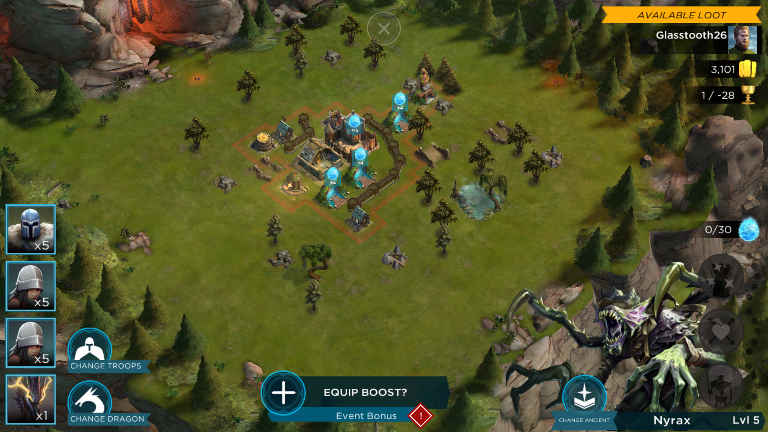 AVAILABLE LOOT
Glasstooth26
3,101
1 / -28
0/30
x5
x5
x5
x1
CHANGE TROOPS
CHANGE DRAGON
EQUIP BOOST?
Event Bonus !
CHANGE ANCIENT
Nyrax Lvl 5